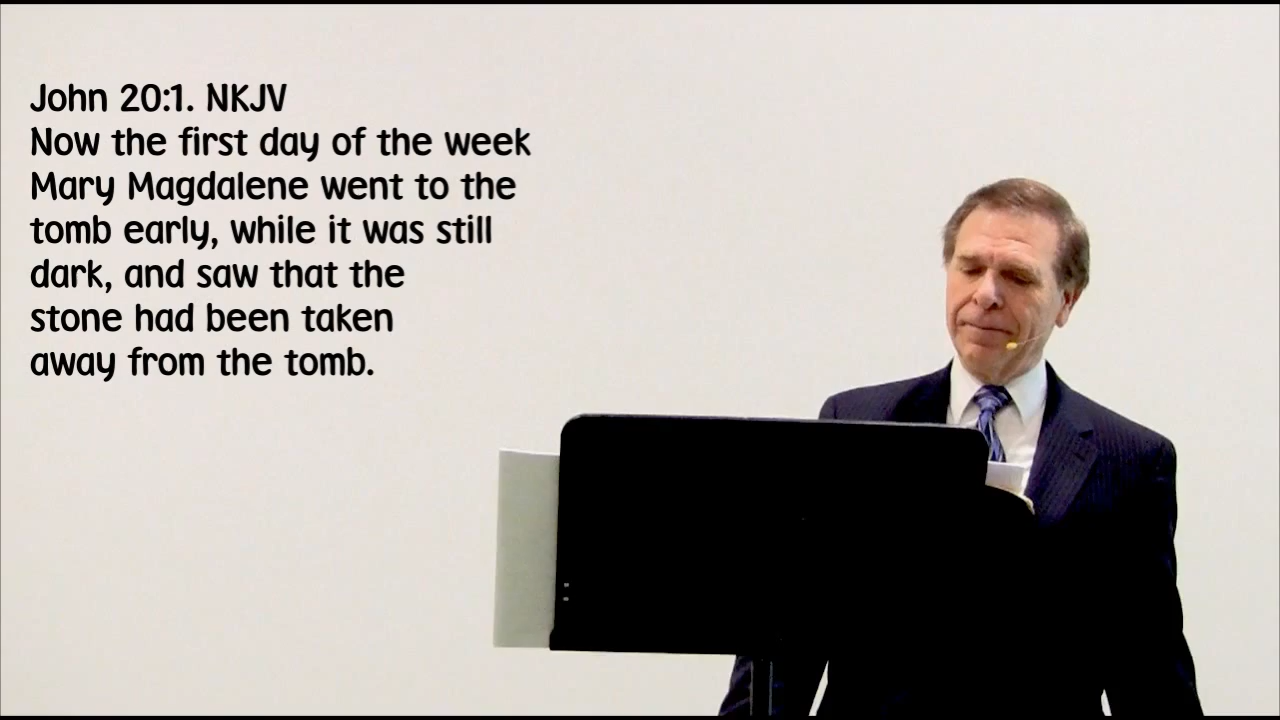 John 20:1. NKJV
Now the first day of the week
Mary Magdalene went to the
tomb early, while it was still
dark, and saw that the
stone had been taken
away from the tomb.